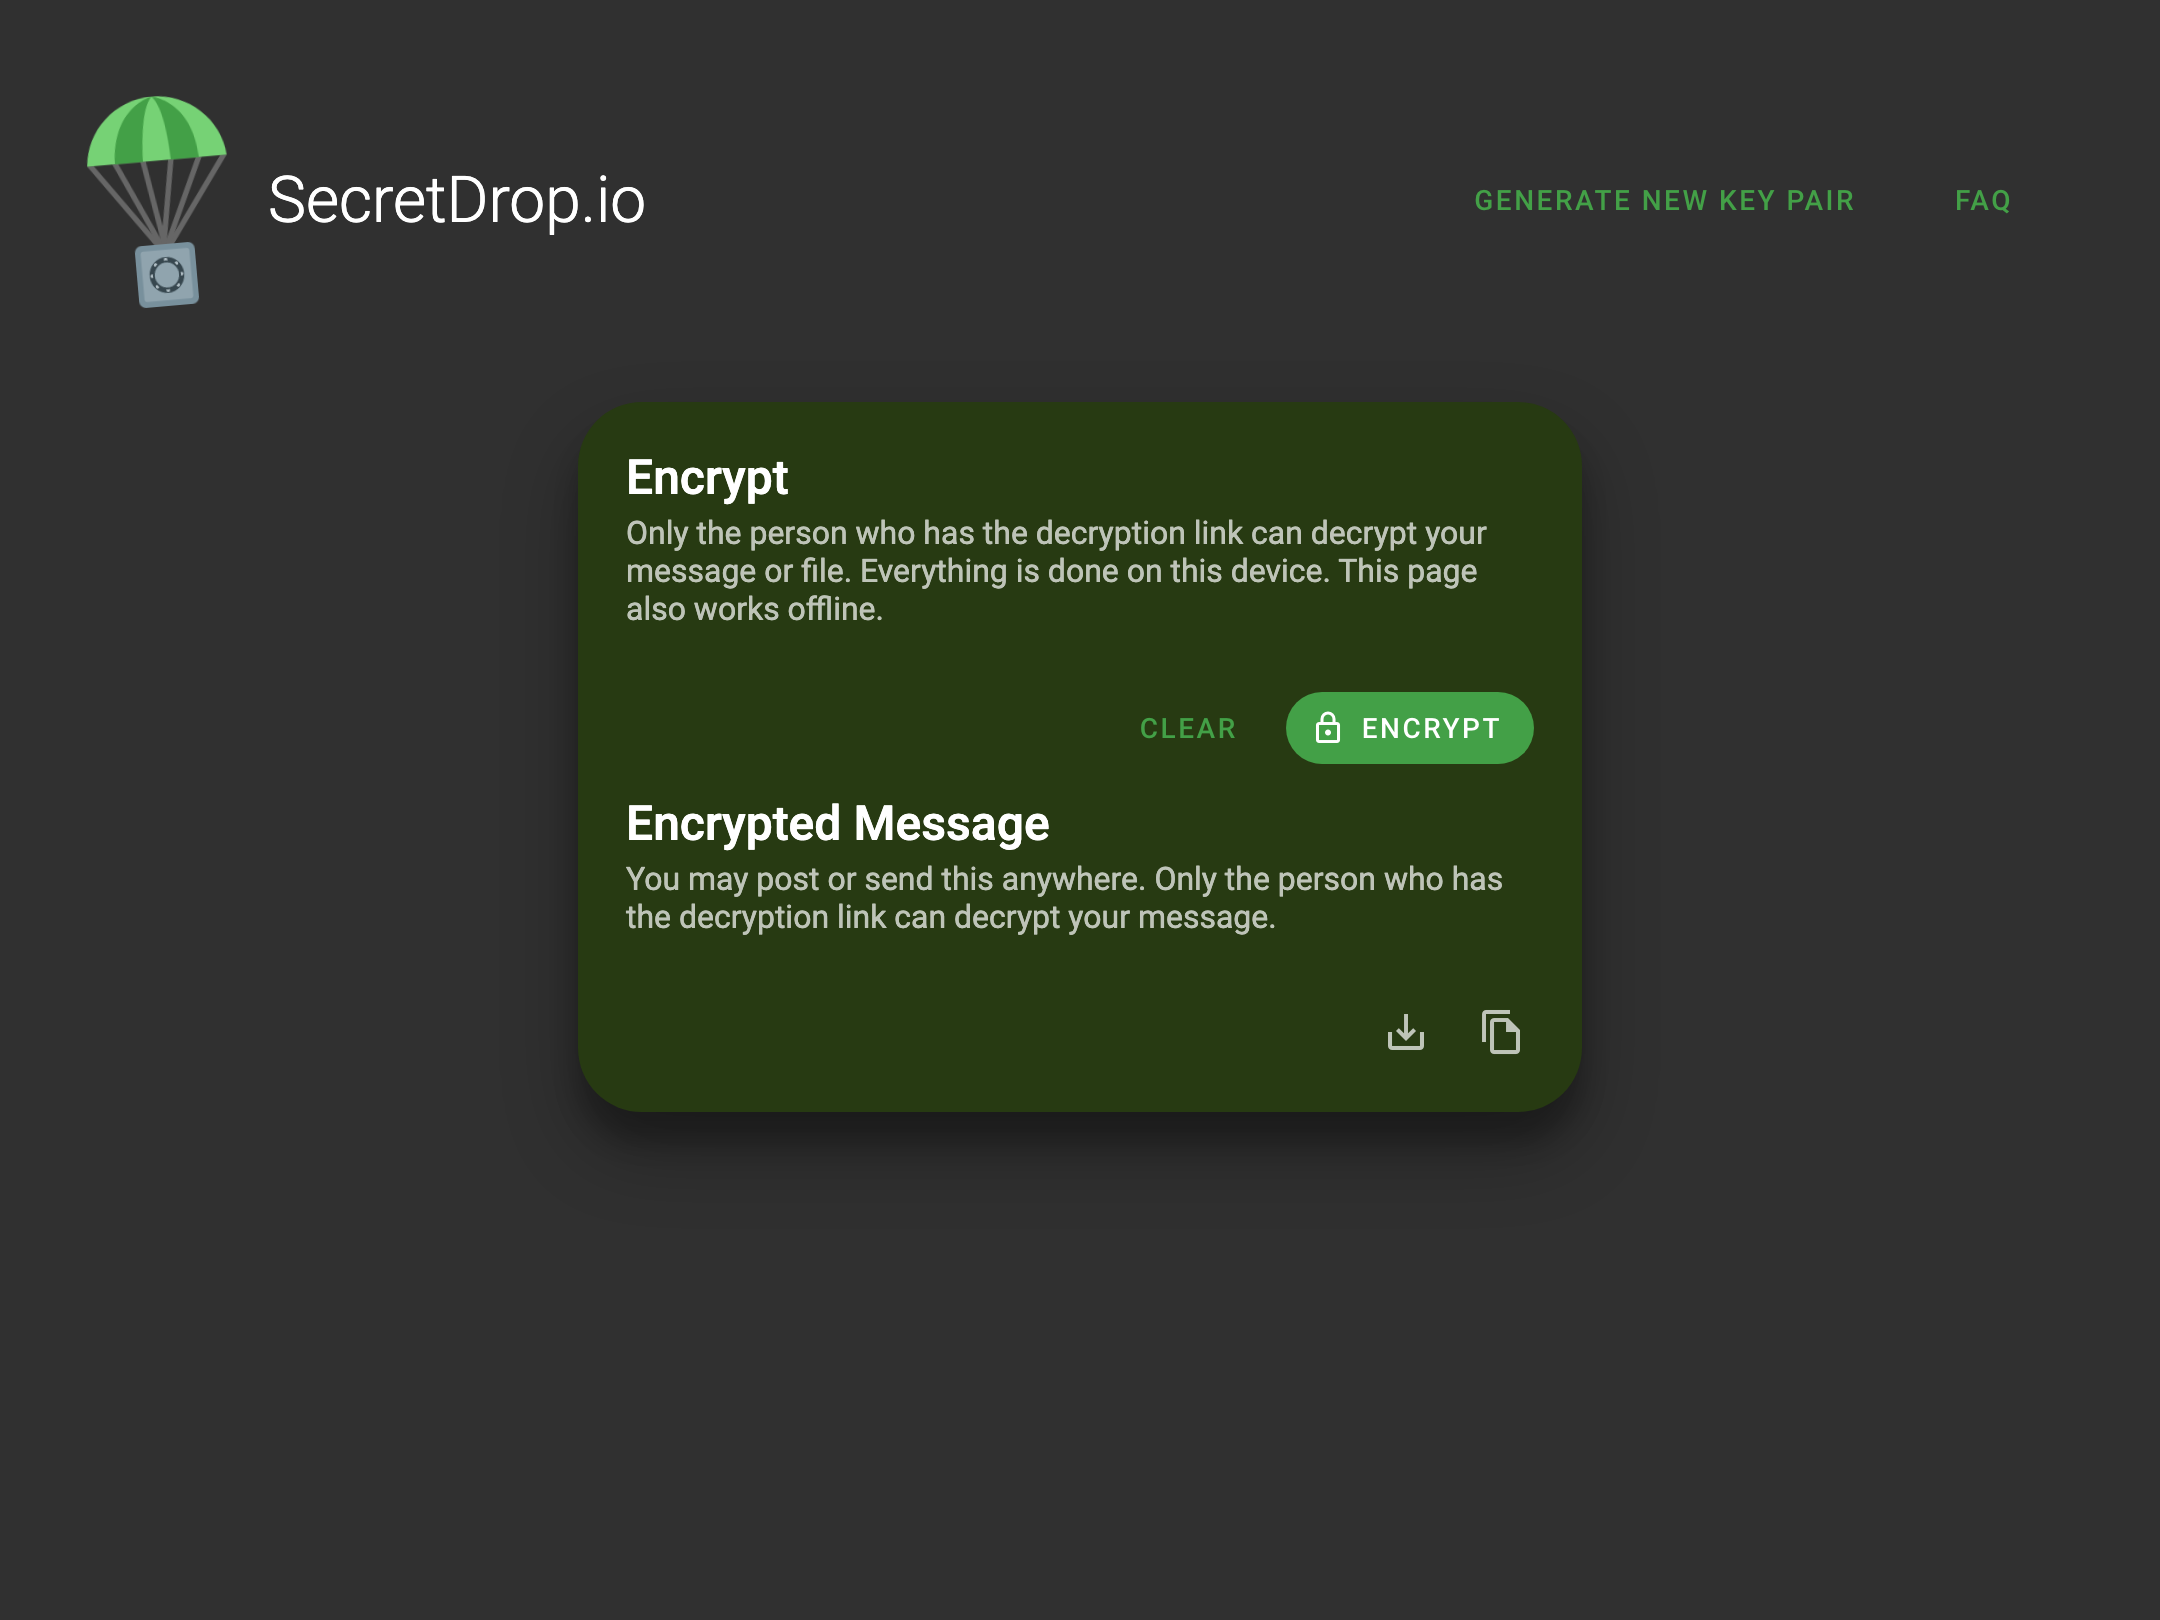 SecretDrop.io
GENERATE NEW KEY PAIR
FAQ
Encrypt
Only the person who has the decryption link can decrypt your
message or file. Everything is done on this device. This page
also works offline.
CLEAR
ENCRYPT
Encrypted Message
You may post or send this anywhere. Only the person who has
the decryption link can decrypt your message.